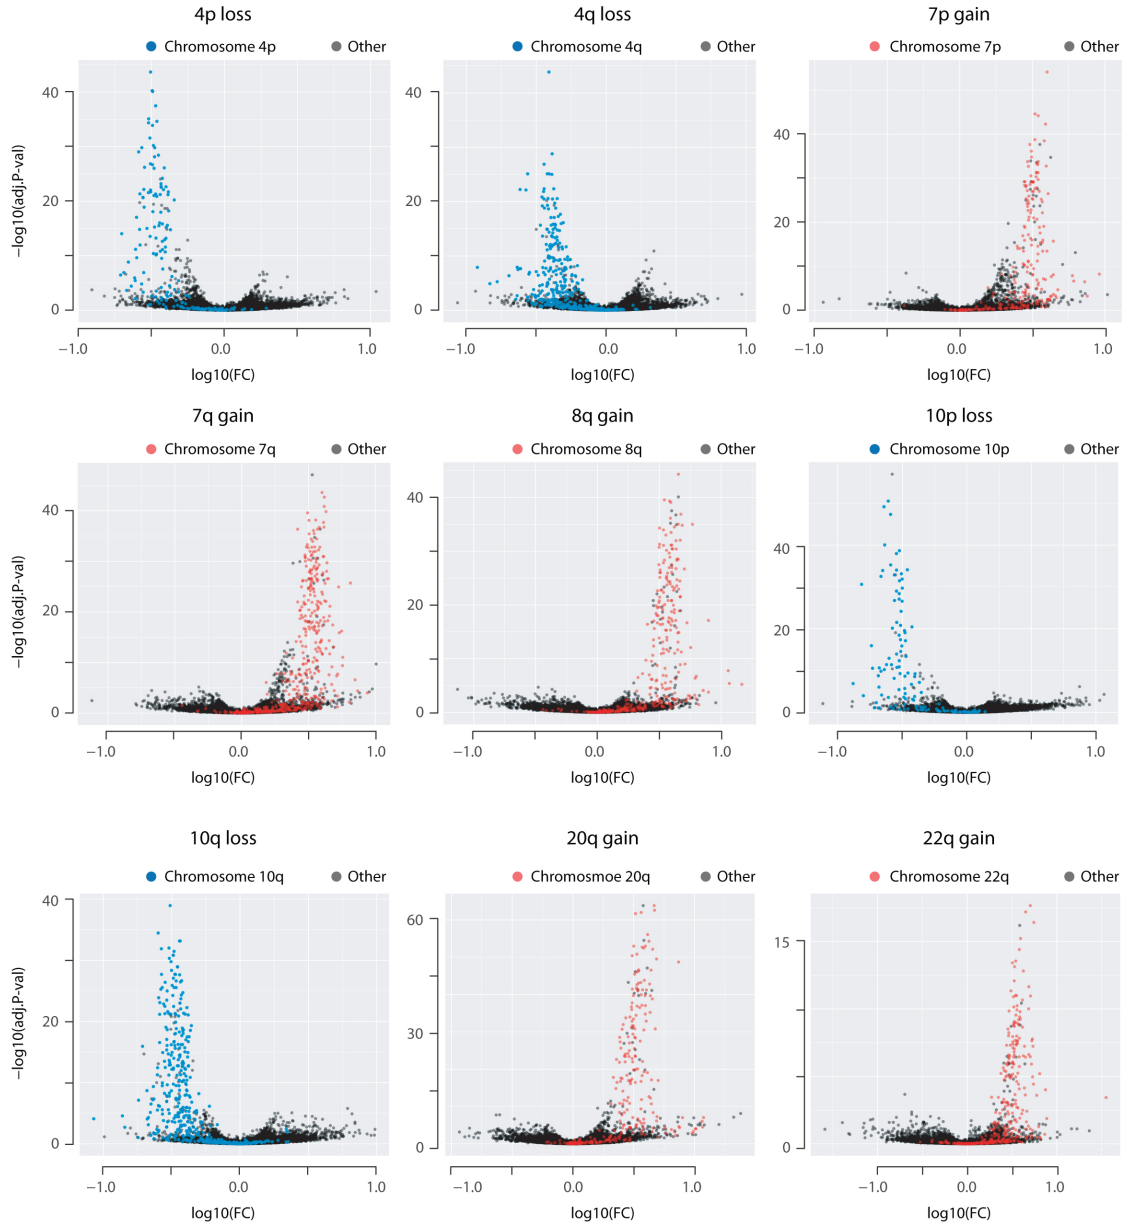 4p loss
4q loss
7p gain
Chromosome 4p
Other
Chromosome 4q
Other
Chromosome 7p
Other
−log10(adj.P-val)
40
20
0
40
20
0
40
20
0
−1.0
0.0
1.0
−1.0
0.0
1.0
−1.0
0.0
1.0
log10(FC)
log10(FC)
log10(FC)
7q gain
8q gain
10p loss
Chromosome 7q
Other
Chromosome 8q
Other
Chromosome 10p
Other
−log10(adj.P-val)
40
20
0
40
20
0
40
20
0
−1.0
0.0
1.0
−1.0
0.0
1.0
−1.0
0.0
1.0
log10(FC)
log10(FC)
log10(FC)
10q loss
20q gain
22q gain
Chromosome 10q
Other
Chromosmoe 20q
Other
Chromosome 22q
Other
−log10(adj.P-val)
40
20
0
60
30
0
15
0
−1.0
0.0
1.0
−1.0
0.0
1.0
−1.0
0.0
1.0
log10(FC)
log10(FC)
log10(FC)